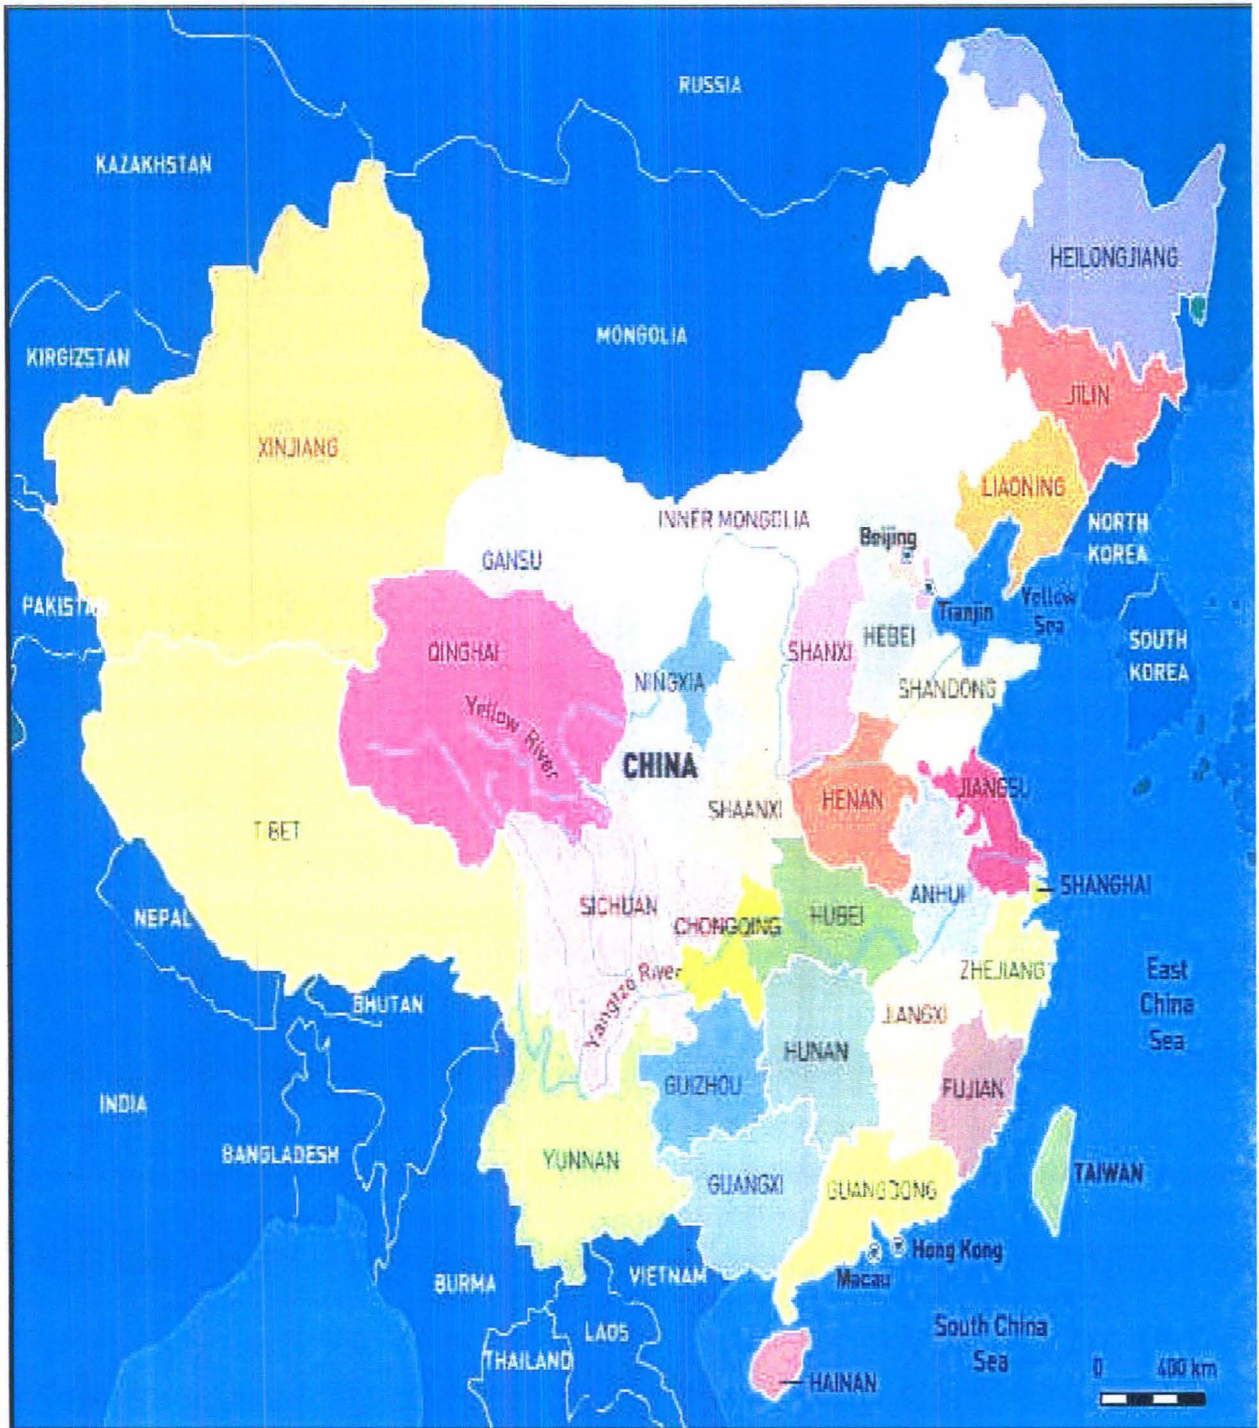 RUSSIA
KAZAKHSTAN
HEILONGJIANG
MONGOLIA
KIRGIZSTAN
JILIN
XINJIANG
LIAONING
INNER MONGOLIA
NORTH
KOREA
Beijing
GANSU
PAKISTAN
Tianjin
Yellow
Sea
HEBEI
SOUTH
KOREA
QINGHAI
SHANXI
NINGXIA
SHANDONG
Yellow River
CHINA
JIANGSU
HENAN
SHAANXI
TIBET
SHANGHAI
ANHUI
SICHUAN
NEPAL
CHONGQING
HUBEI
ZHEJIANG
East
China
Sea
Yangtze River
BHUTAN
JIANGXI
HUNAN
GUIZHOU
FUJIAN
INDIA
BANGLADESH
YUNNAN
TAIWAN
GUANGXI
GUANGDONG
Hong Kong
Macau
VIETNAM
BURMA
LAOS
THAILAND
South China
Sea
HAINAN
0 400 km